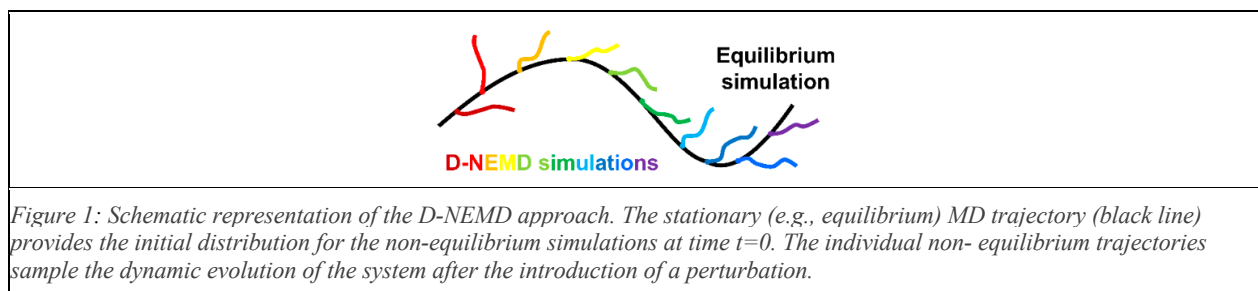 Equilibrium
simulation
D-NEMD simulations
Figure 1: Schematic representation of the D-NEMD approach. The stationary (e.g., equilibrium) MD trajectory (black line)
provides the initial distribution for the non-equilibrium simulations at time t=0. The individual non- equilibrium trajectories
sample the dynamic evolution of the system after the introduction of a perturbation.